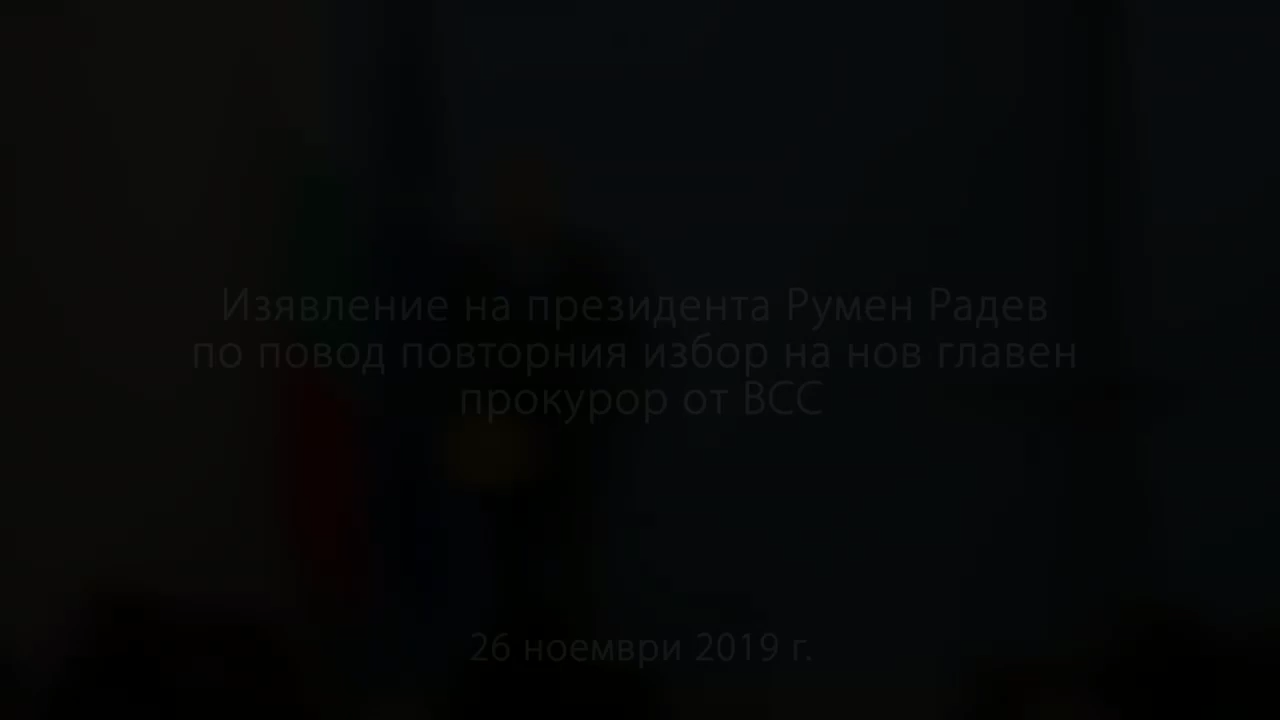 Изявление на президента Румен Радев
по повод повторния избор на нов главен
прокурор от ВСС
26 ноември 2019 г.